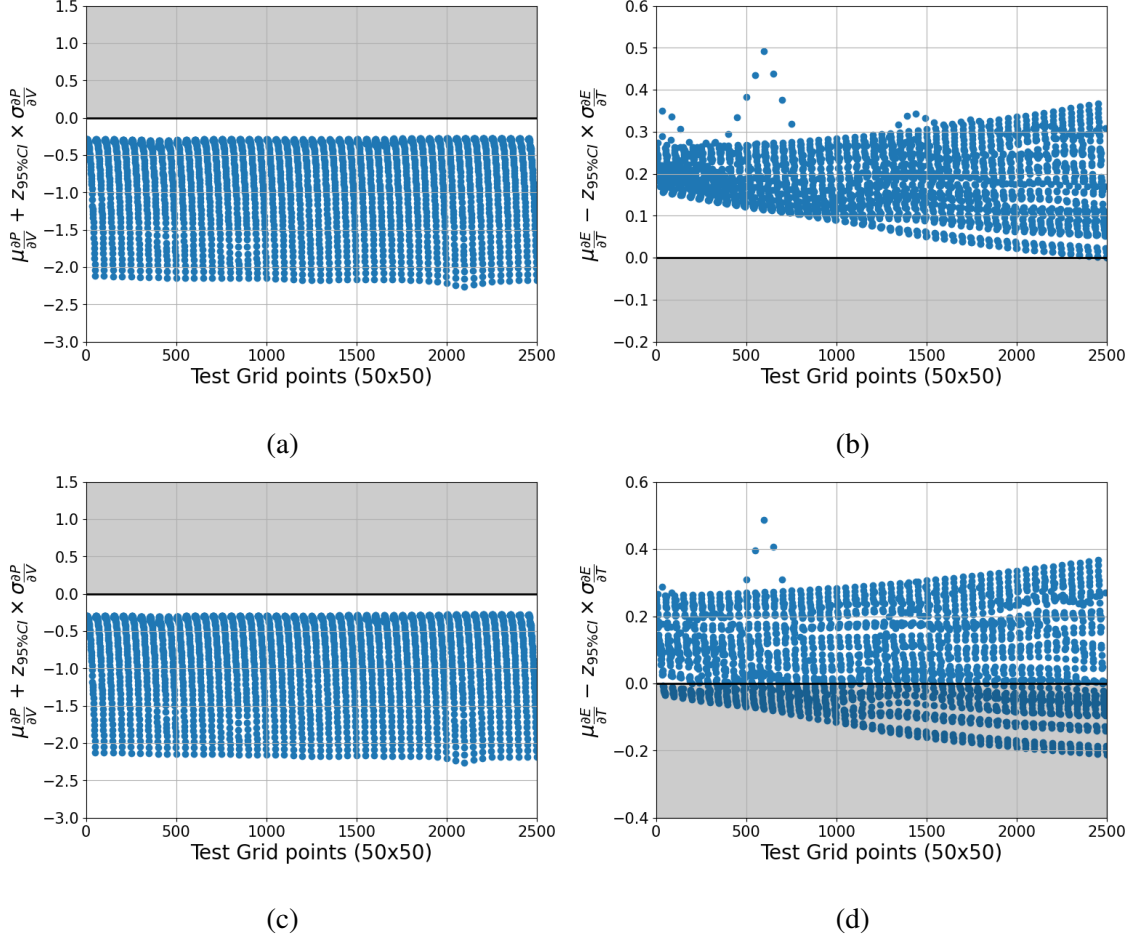 1.5
1.0
0.5
0.0
−0.5
−1.0
−1.5
−2.0
−2.5
−3.0
μ ∂P/∂V + z95%CI × σ ∂P/∂V
0 500 1000 1500 2000 2500
Test Grid points (50x50)
(a)
0.6
0.5
0.4
0.3
0.2
0.1
0.0
−0.1
−0.2
μ ∂E/∂T − z95%CI × σ ∂E/∂T
0 500 1000 1500 2000 2500
Test Grid points (50x50)
(b)
1.5
1.0
0.5
0.0
−0.5
−1.0
−1.5
−2.0
−2.5
−3.0
μ ∂P/∂V + z95%CI × σ ∂P/∂V
0 500 1000 1500 2000 2500
Test Grid points (50x50)
(c)
0.6
0.4
0.2
0.0
−0.2
−0.4
μ ∂E/∂T − z95%CI × σ ∂E/∂T
0 500 1000 1500 2000 2500
Test Grid points (50x50)
(d)